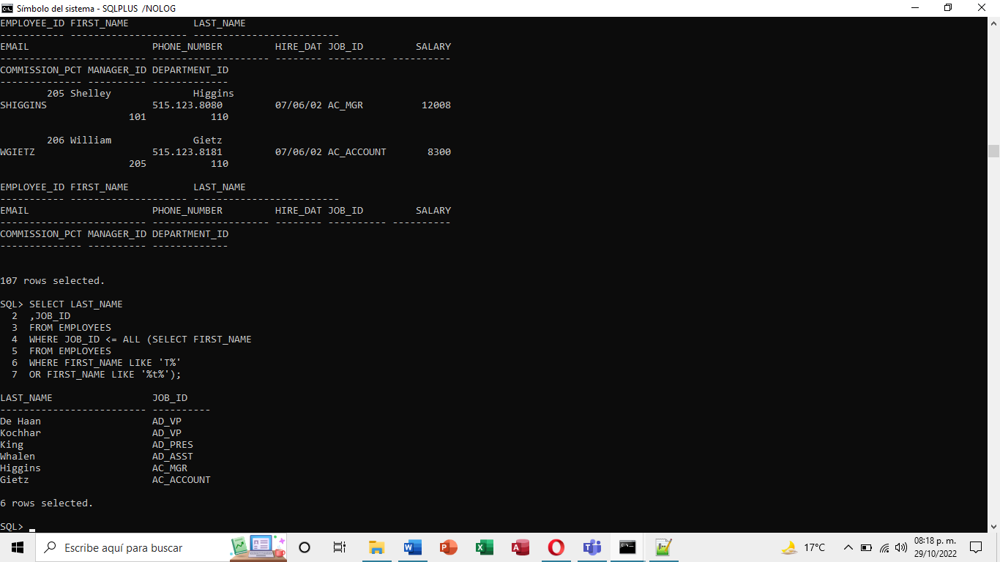 Símbolo del sistema - SQLPLUS /NOLOG
EMPLOYEE_ID FIRST_NAME           LAST_NAME
----------- -------------------- -------------------------
EMAIL                     PHONE_NUMBER         HIRE_DAT JOB_ID         SALARY
------------------------- -------------------- -------- ---------- ----------
COMMISSION_PCT MANAGER_ID DEPARTMENT_ID
-------------- ---------- -------------
        205 Shelley              Higgins
SHIGGINS                  515.123.8080         07/06/02 AC_MGR          12008
                      101           110

        206 William              Gietz
WGIETZ                    515.123.8181         07/06/02 AC_ACCOUNT       8300
                      205           110

EMPLOYEE_ID FIRST_NAME           LAST_NAME
----------- -------------------- -------------------------
EMAIL                     PHONE_NUMBER         HIRE_DAT JOB_ID         SALARY
------------------------- -------------------- -------- ---------- ----------
COMMISSION_PCT MANAGER_ID DEPARTMENT_ID
-------------- ---------- -------------

107 rows selected.

SQL> SELECT LAST_NAME
  2  ,JOB_ID
  3  FROM EMPLOYEES
  4  WHERE JOB_ID <= ALL (SELECT FIRST_NAME
  5  FROM EMPLOYEES
  6  WHERE FIRST_NAME LIKE 'T%'
  7  OR FIRST_NAME LIKE '%t%');

LAST_NAME                 JOB_ID
------------------------- ----------
De Haan                   AD_VP
Kochhar                   AD_VP
King                      AD_PRES
Whalen                    AD_ASST
Higgins                   AC_MGR
Gietz                     AC_ACCOUNT

6 rows selected.

SQL>
Escribe aquí para buscar
17°C
08:18 p. m.
29/10/2022